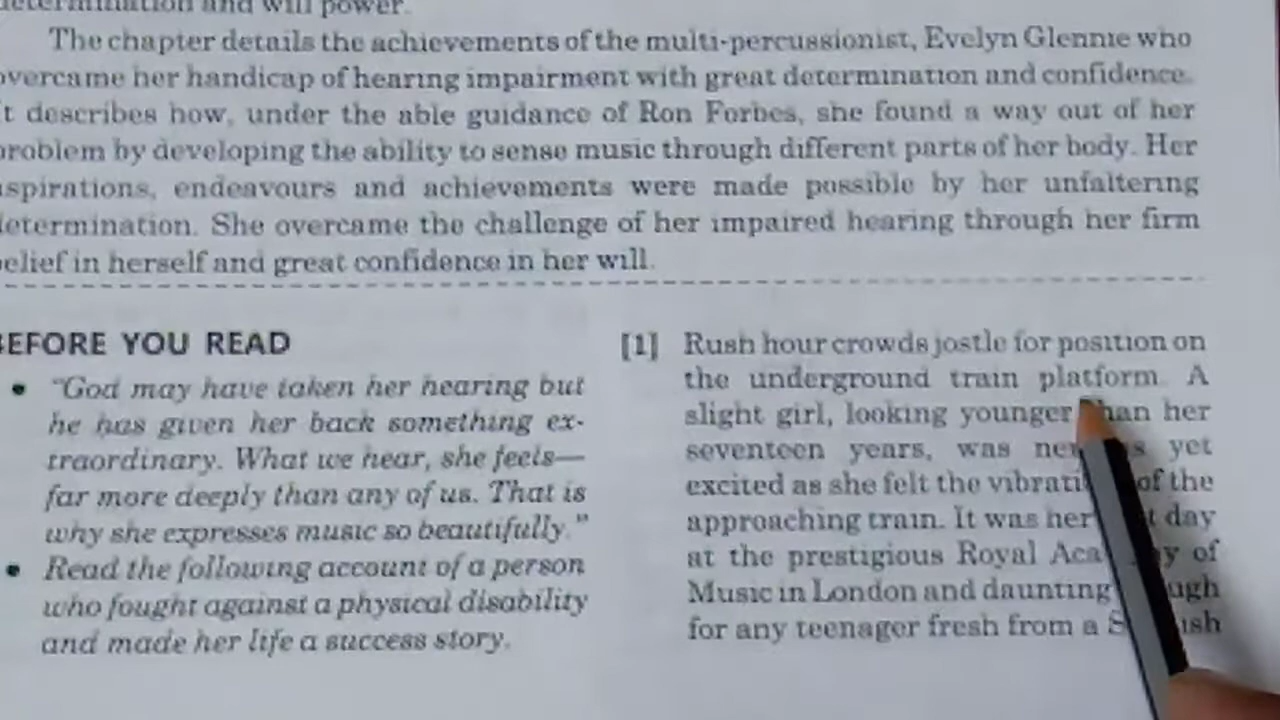 determination and will power.
The chapter details the achievements of the multi-percussionist, Evelyn Glennie who
overcame her handicap of hearing impairment with great determination and confidence.
It describes how, under the able guidance of Ron Forbes, she found a way out of her
problem by developing the ability to sense music through different parts of her body. Her
aspirations, endeavours and achievements were made possible by her unfaltering
determination. She overcame the challenge of her impaired hearing through her firm
belief in herself and great confidence in her will.
BEFORE YOU READ
• "God may have taken her hearing but
he has given her back something ex-
traordinary. What we hear, she feels—
far more deeply than any of us. That is
why she expresses music so beautifully."
• Read the following account of a person
who fought against a physical disability
and made her life a success story.
[1] Rush hour crowds jostle for position on
the underground train platform. A
slight girl, looking younger than her
seventeen years, was yet
excited as she felt the of the
approaching train. It was her day
at the prestigious Royal of
Music in London and daunting
for any teenager fresh from a